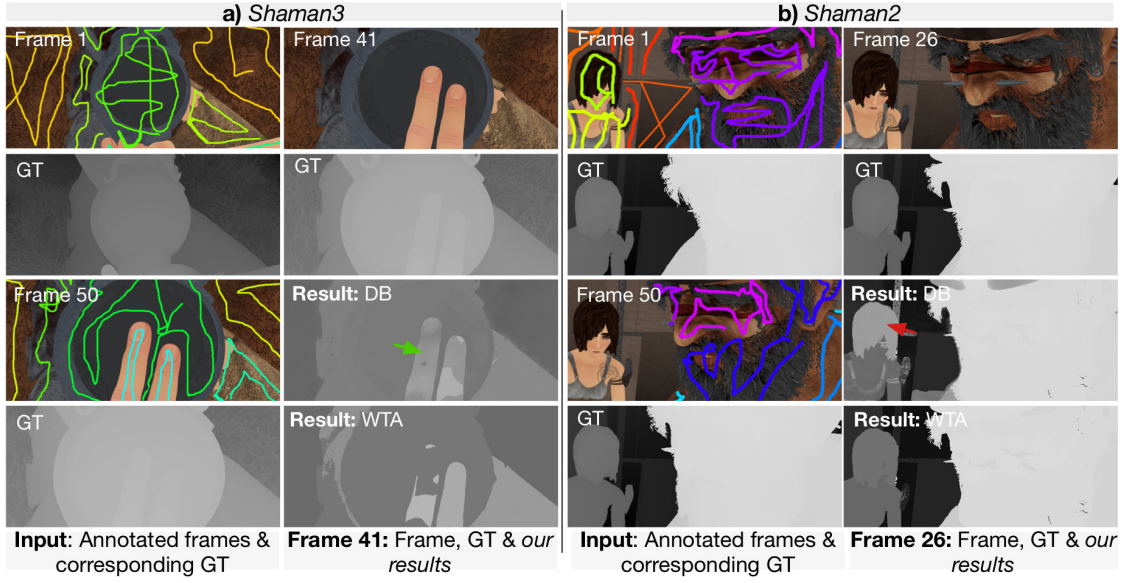 a) Shaman3
b) Shaman2
Frame 1
Frame 41
Frame 1
Frame 26
GT
GT
GT
GT
Frame 50
Result: DB
Frame 50
Result: DB
GT
Result: WTA
GT
Result: WTA
Input: Annotated frames &
corresponding GT
Frame 41: Frame, GT & our
results
Input: Annotated frames &
corresponding GT
Frame 26: Frame, GT & our
results